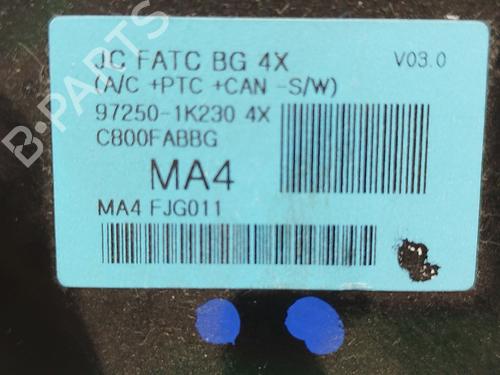 JC FATC BG 4X V03.0
(A/C +PTC +CAN -S/W)
97250-1K230 4X
C800FABBG
MA4
MA4 FJG011
B-PARTS